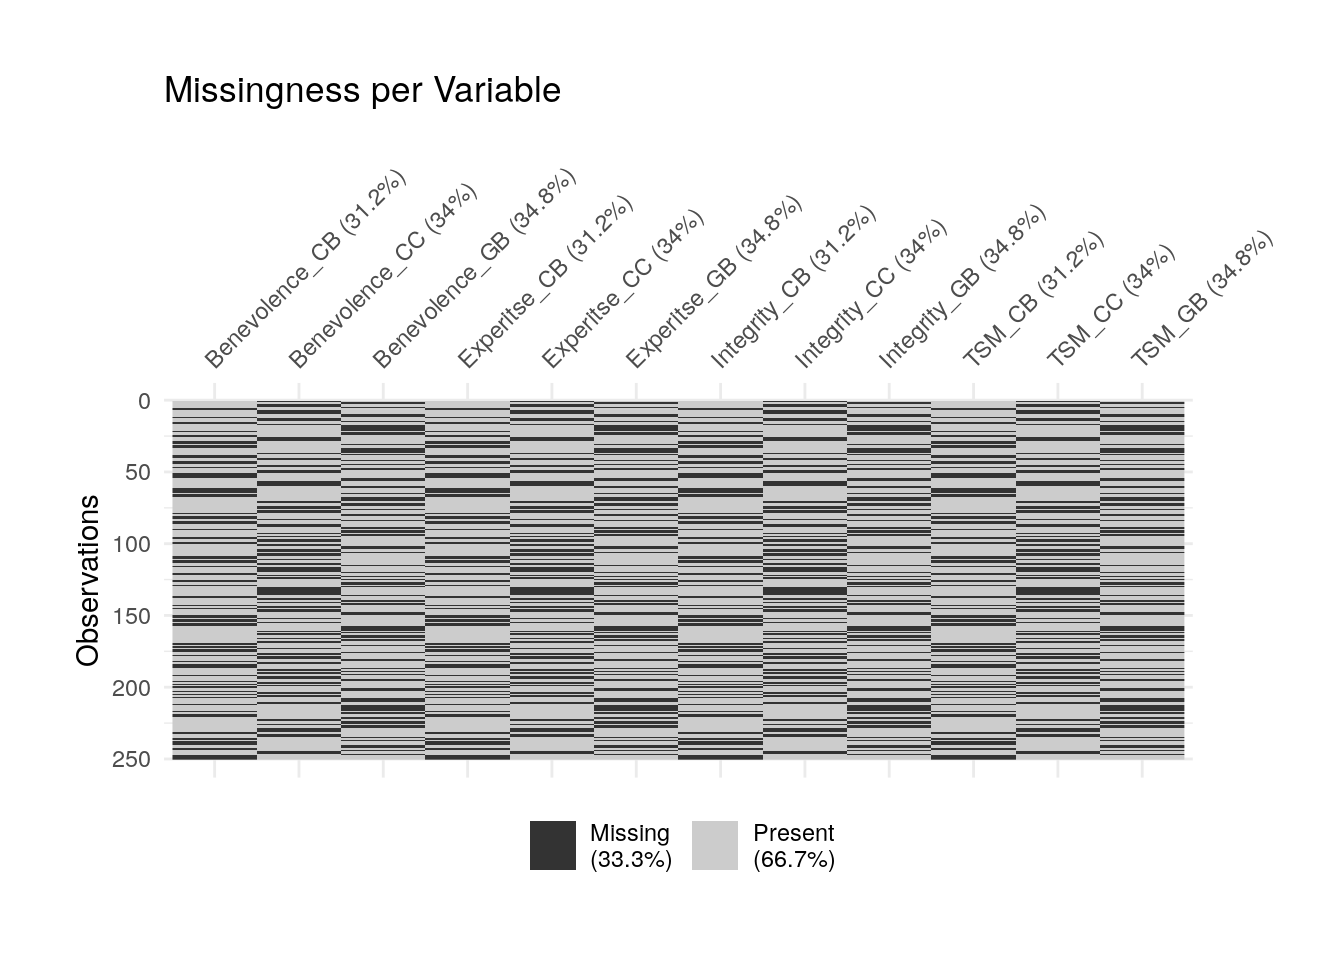 Missingness per Variable
Benevolence_CB (31.2%)
Benevolence_CC (34%)
Benevolence_GB (34.8%)
Experitse_CB (31.2%)
Experitse_CC (34%)
Experitse_GB (34.8%)
Integrity_CB (31.2%)
Integrity_CC (34%)
Integrity_GB (34.8%)
TSM_CB (31.2%)
TSM_CC (34%)
TSM_GB (34.8%)
0
50
100
150
200
250
Observations
Missing
(33.3%)
Present
(66.7%)